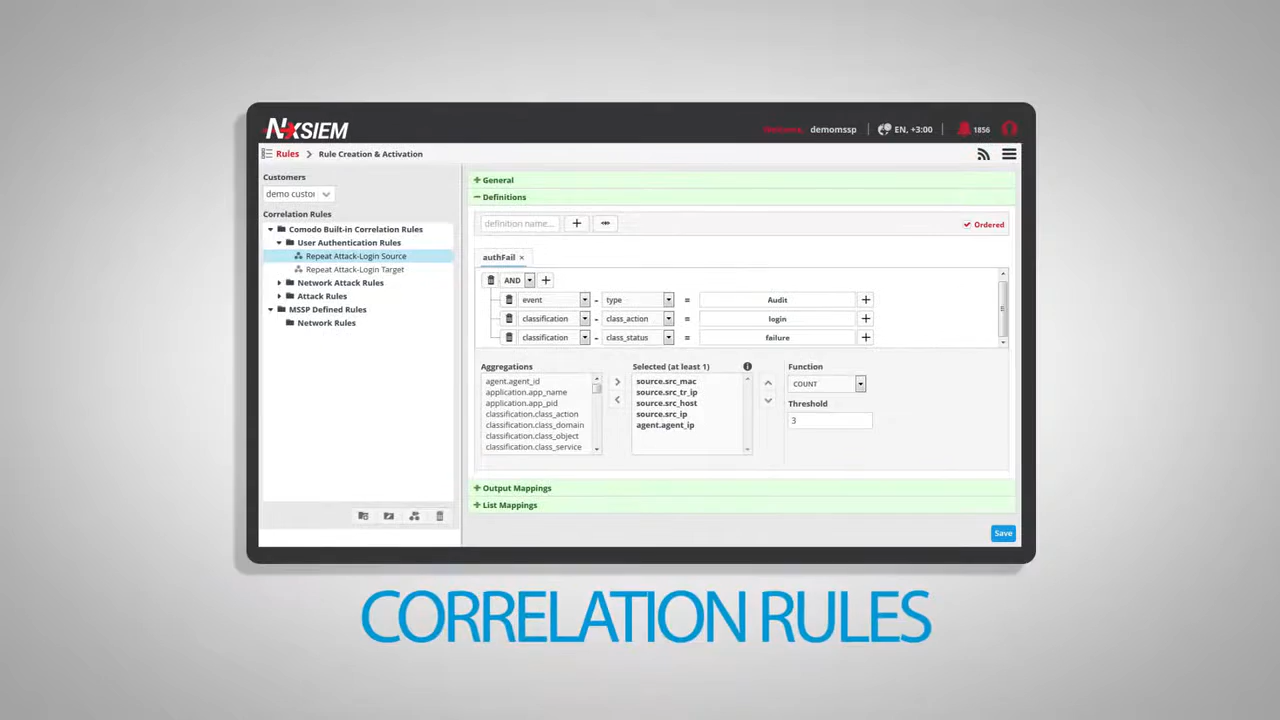 NxSIEM
demomssp
EN, +3:00
1856
Rules
Rule Creation & Activation
Customers
demo custo
Correlation Rules
Comodo Built-in Correlation Rules
User Authentication Rules
Repeat Attack-Login Source
Repeat Attack-Login Target
Network Attack Rules
Attack Rules
MSSP Defined Rules
Network Rules
+ General
− Definitions
definition name...
+
Ordered
authFail ×
AND +
event - type = Audit +
classification - class_action = login +
classification - class_status = failure +
Aggregations
agent.agent_id
application.app_name
application.app_pid
classification.class_action
classification.class_domain
classification.class_object
classification.class_service
Selected (at least 1)
source.src_mac
source.src_tr_ip
source.src_host
source.src_ip
agent.agent_ip
Function
COUNT
Threshold
3
+ Output Mappings
+ List Mappings
Save
CORRELATION RULES